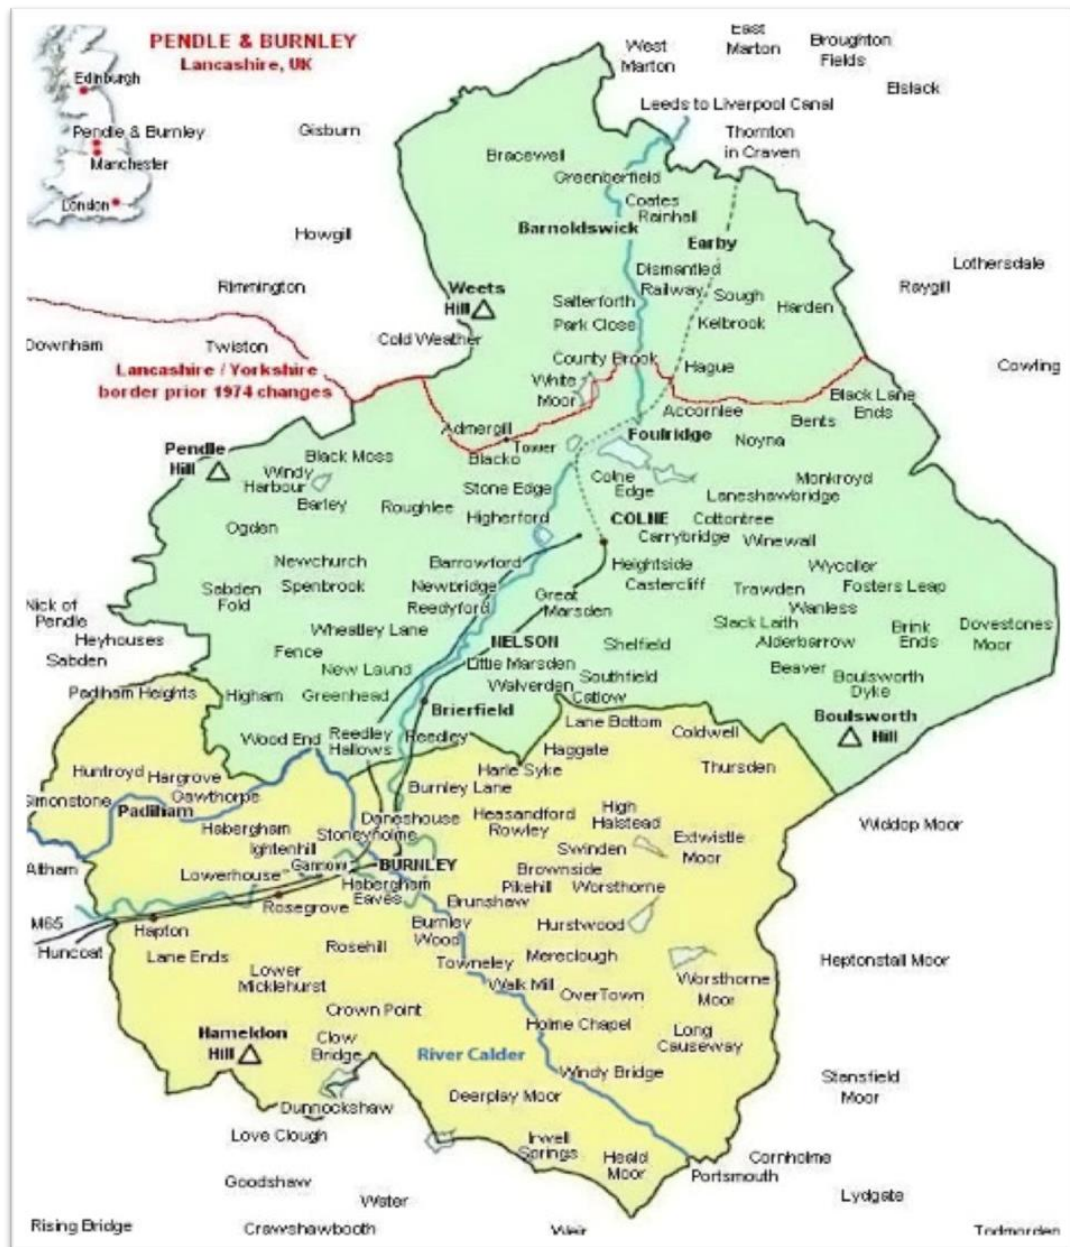 PENDLE & BURNLEY
Lancashire, UK
Edinburgh
Pendle & Burnley
Manchester
London
West
Marton
East
Marton
Broughton
Fields
Elslack
Leeds to Liverpool Canal
Thornton
in Craven
Gisburn
Bracewell
Greenberfield
Coates
Rainhall
Barnoldswick
Earby
Howgill
Lothersdale
Dismantled
Railway
Raygill
Rimmington
Weets
Hill
Salterforth
Sough
Harden
Park Close
Kelbrook
Downham
Twiston
Cold Weather
Lancashire / Yorkshire
border prior 1974 changes
County Brook
Hague
Cowling
White
Moor
Black Lane
Ends
Accornlee
Bents
Admergill
Tower
Foulridge
Noyna
Pendle
Hill
Black Moss
Blacko
Windy
Harbour
Barley
Stone Edge
Colne
Edge
Monkroyd
Laneshawbridge
Roughlee
Higherford
COLNE
Cottontree
Ogden
Carrybridge
Winewall
Newchurch
Barrowford
Heightside
Wycoller
Sabden
Fold
Spenbrook
Newbridge
Castercliff
Trawden
Fosters Leap
Nick of
Pendle
Reedyford
Great
Marsden
Wanless
Heyhouses
Wheatley Lane
Slack Laith
Brink
Ends
Dovestones
Moor
NELSON
Shelfield
Alderbarrow
Sabden
Fence
New Laund
Little Marsden
Southfield
Beaver
Boulsworth
Dyke
Padiham Heights
Higham
Greenhead
Walverden
Catlow
Brierfield
Lane Bottom
Boulsworth
Hill
Wood End
Reedley
Hallows
Reedley
Coldwell
Haggate
Huntroyd
Hargrove
Harle Syke
Thursden
Simonstone
Gawthorpe
Burnley Lane
Padiham
Daneshouse
Heasandford
Rowley
High
Halstead
Habergham
Stoneyholme
Extwistle
Moor
Widdop Moor
Ightenhill
Swinden
Altham
Gannow
BURNLEY
Brownside
Lowerhouse
Habergham
Eaves
Pikehill
Worsthorne
Rosegrove
Brunshaw
M65
Hapton
Burnley
Wood
Hurstwood
Huncoat
Lane Ends
Rosehill
Towneley
Mereclough
Heptonstall Moor
Lower
Micklehurst
Walk Mill
Worsthorne
Moor
OverTown
Crown Point
Hameldon
Hill
Clow
Bridge
Holme Chapel
Long
Causeway
River Calder
Windy Bridge
Stansfield
Moor
Deerplay Moor
Dunnockshaw
Love Clough
Irwell
Springs
Heald
Moor
Cornholme
Portsmouth
Goodshaw
Water
Lydgate
Rising Bridge
Crawshawbooth
Weir
Todmorden